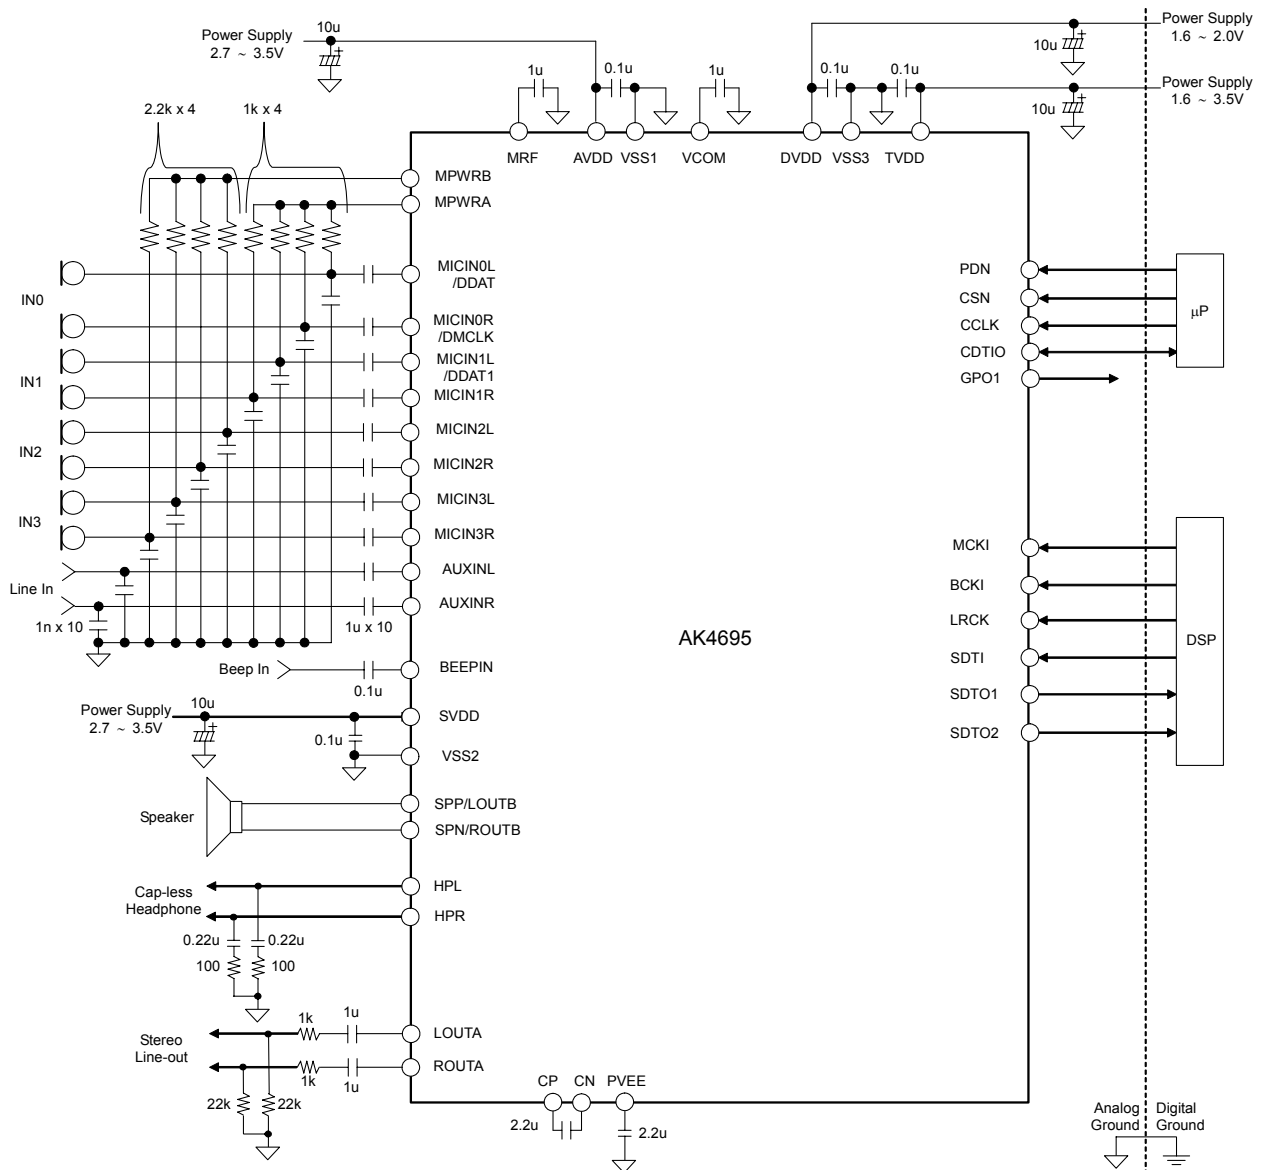 Power Supply
2.7 ~ 3.5V
10u
1u
0.1u
1u
0.1u
0.1u
10u
Power Supply
1.6 ~ 2.0V
10u
Power Supply
1.6 ~ 3.5V
2.2k x 4
1k x 4
MRF
AVDD
VSS1
VCOM
DVDD
VSS3
TVDD
MPWRB
MPWRA
IN0
MICIN0L
/DDAT
MICIN0R
/DMCLK
IN1
MICIN1L
/DDAT1
MICIN1R
IN2
MICIN2L
MICIN2R
IN3
MICIN3L
MICIN3R
Line In
AUXINL
AUXINR
1n x 10
1u x 10
Beep In
0.1u
BEEPIN
Power Supply
2.7 ~ 3.5V
10u
0.1u
SVDD
VSS2
Speaker
SPP/LOUTB
SPN/ROUTB
Cap-less
Headphone
HPL
HPR
0.22u
0.22u
100
100
Stereo
Line-out
1k
1u
LOUTA
1k
1u
ROUTA
22k
22k
CP
CN
PVEE
2.2u
2.2u
AK4695
PDN
CSN
CCLK
CDTIO
GPO1
μP
MCKI
BCKI
LRCK
SDTI
SDTO1
SDTO2
DSP
Analog
Ground
Digital
Ground